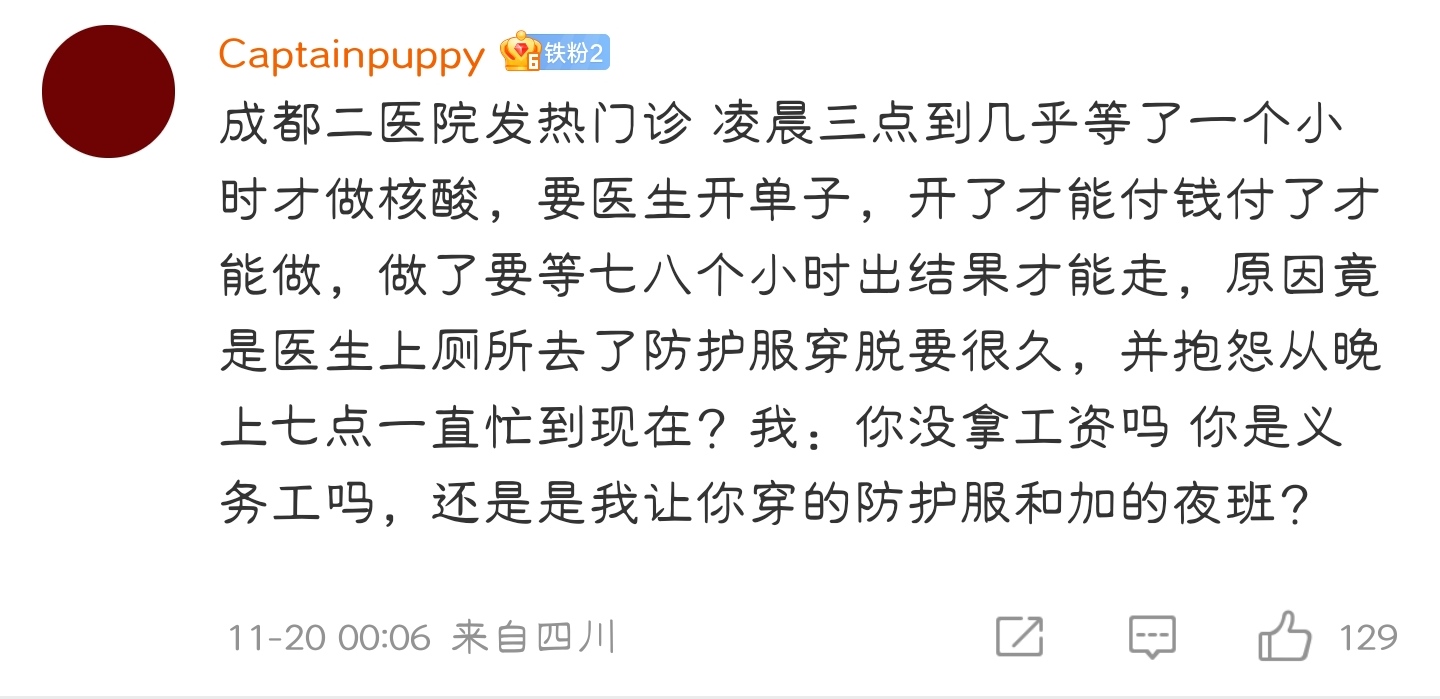 Captainpuppy 6 铁粉2
成都二医院发热门诊 凌晨三点到几乎等了一个小
时才做核酸，要医生开单子，开了才能付钱付了才
能做，做了要等七八个小时出结果才能走，原因竟
是医生上厕所去了防护服穿脱要很久，并抱怨从晚
上七点一直忙到现在？我：你没拿工资吗 你是义
务工吗，还是是我让你穿的防护服和加的夜班？
11-20 00:06 来自四川 129